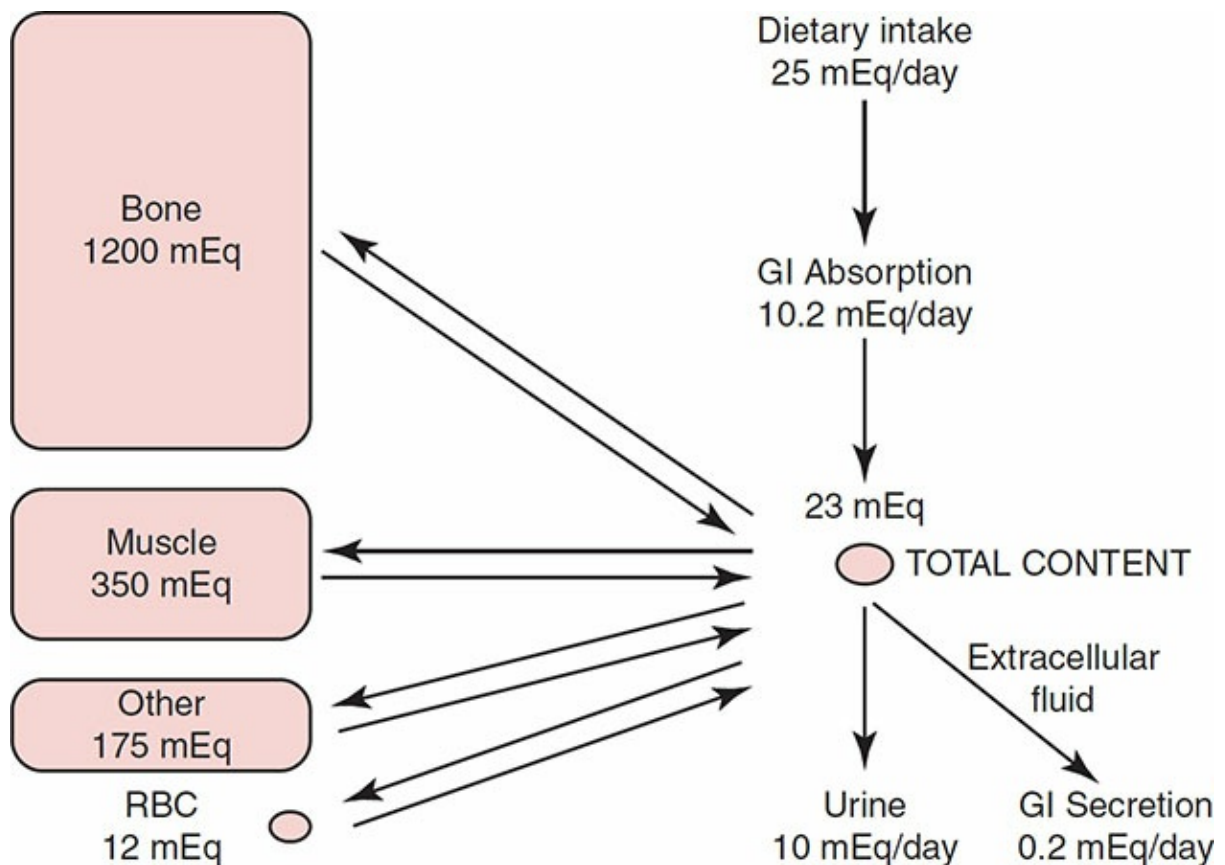 Bone
1200 mEq
Muscle
350 mEq
Other
175 mEq
RBC
12 mEq
Dietary intake
25 mEq/day
GI Absorption
10.2 mEq/day
23 mEq
TOTAL CONTENT
Extracellular
fluid
Urine
10 mEq/day
GI Secretion
0.2 mEq/day